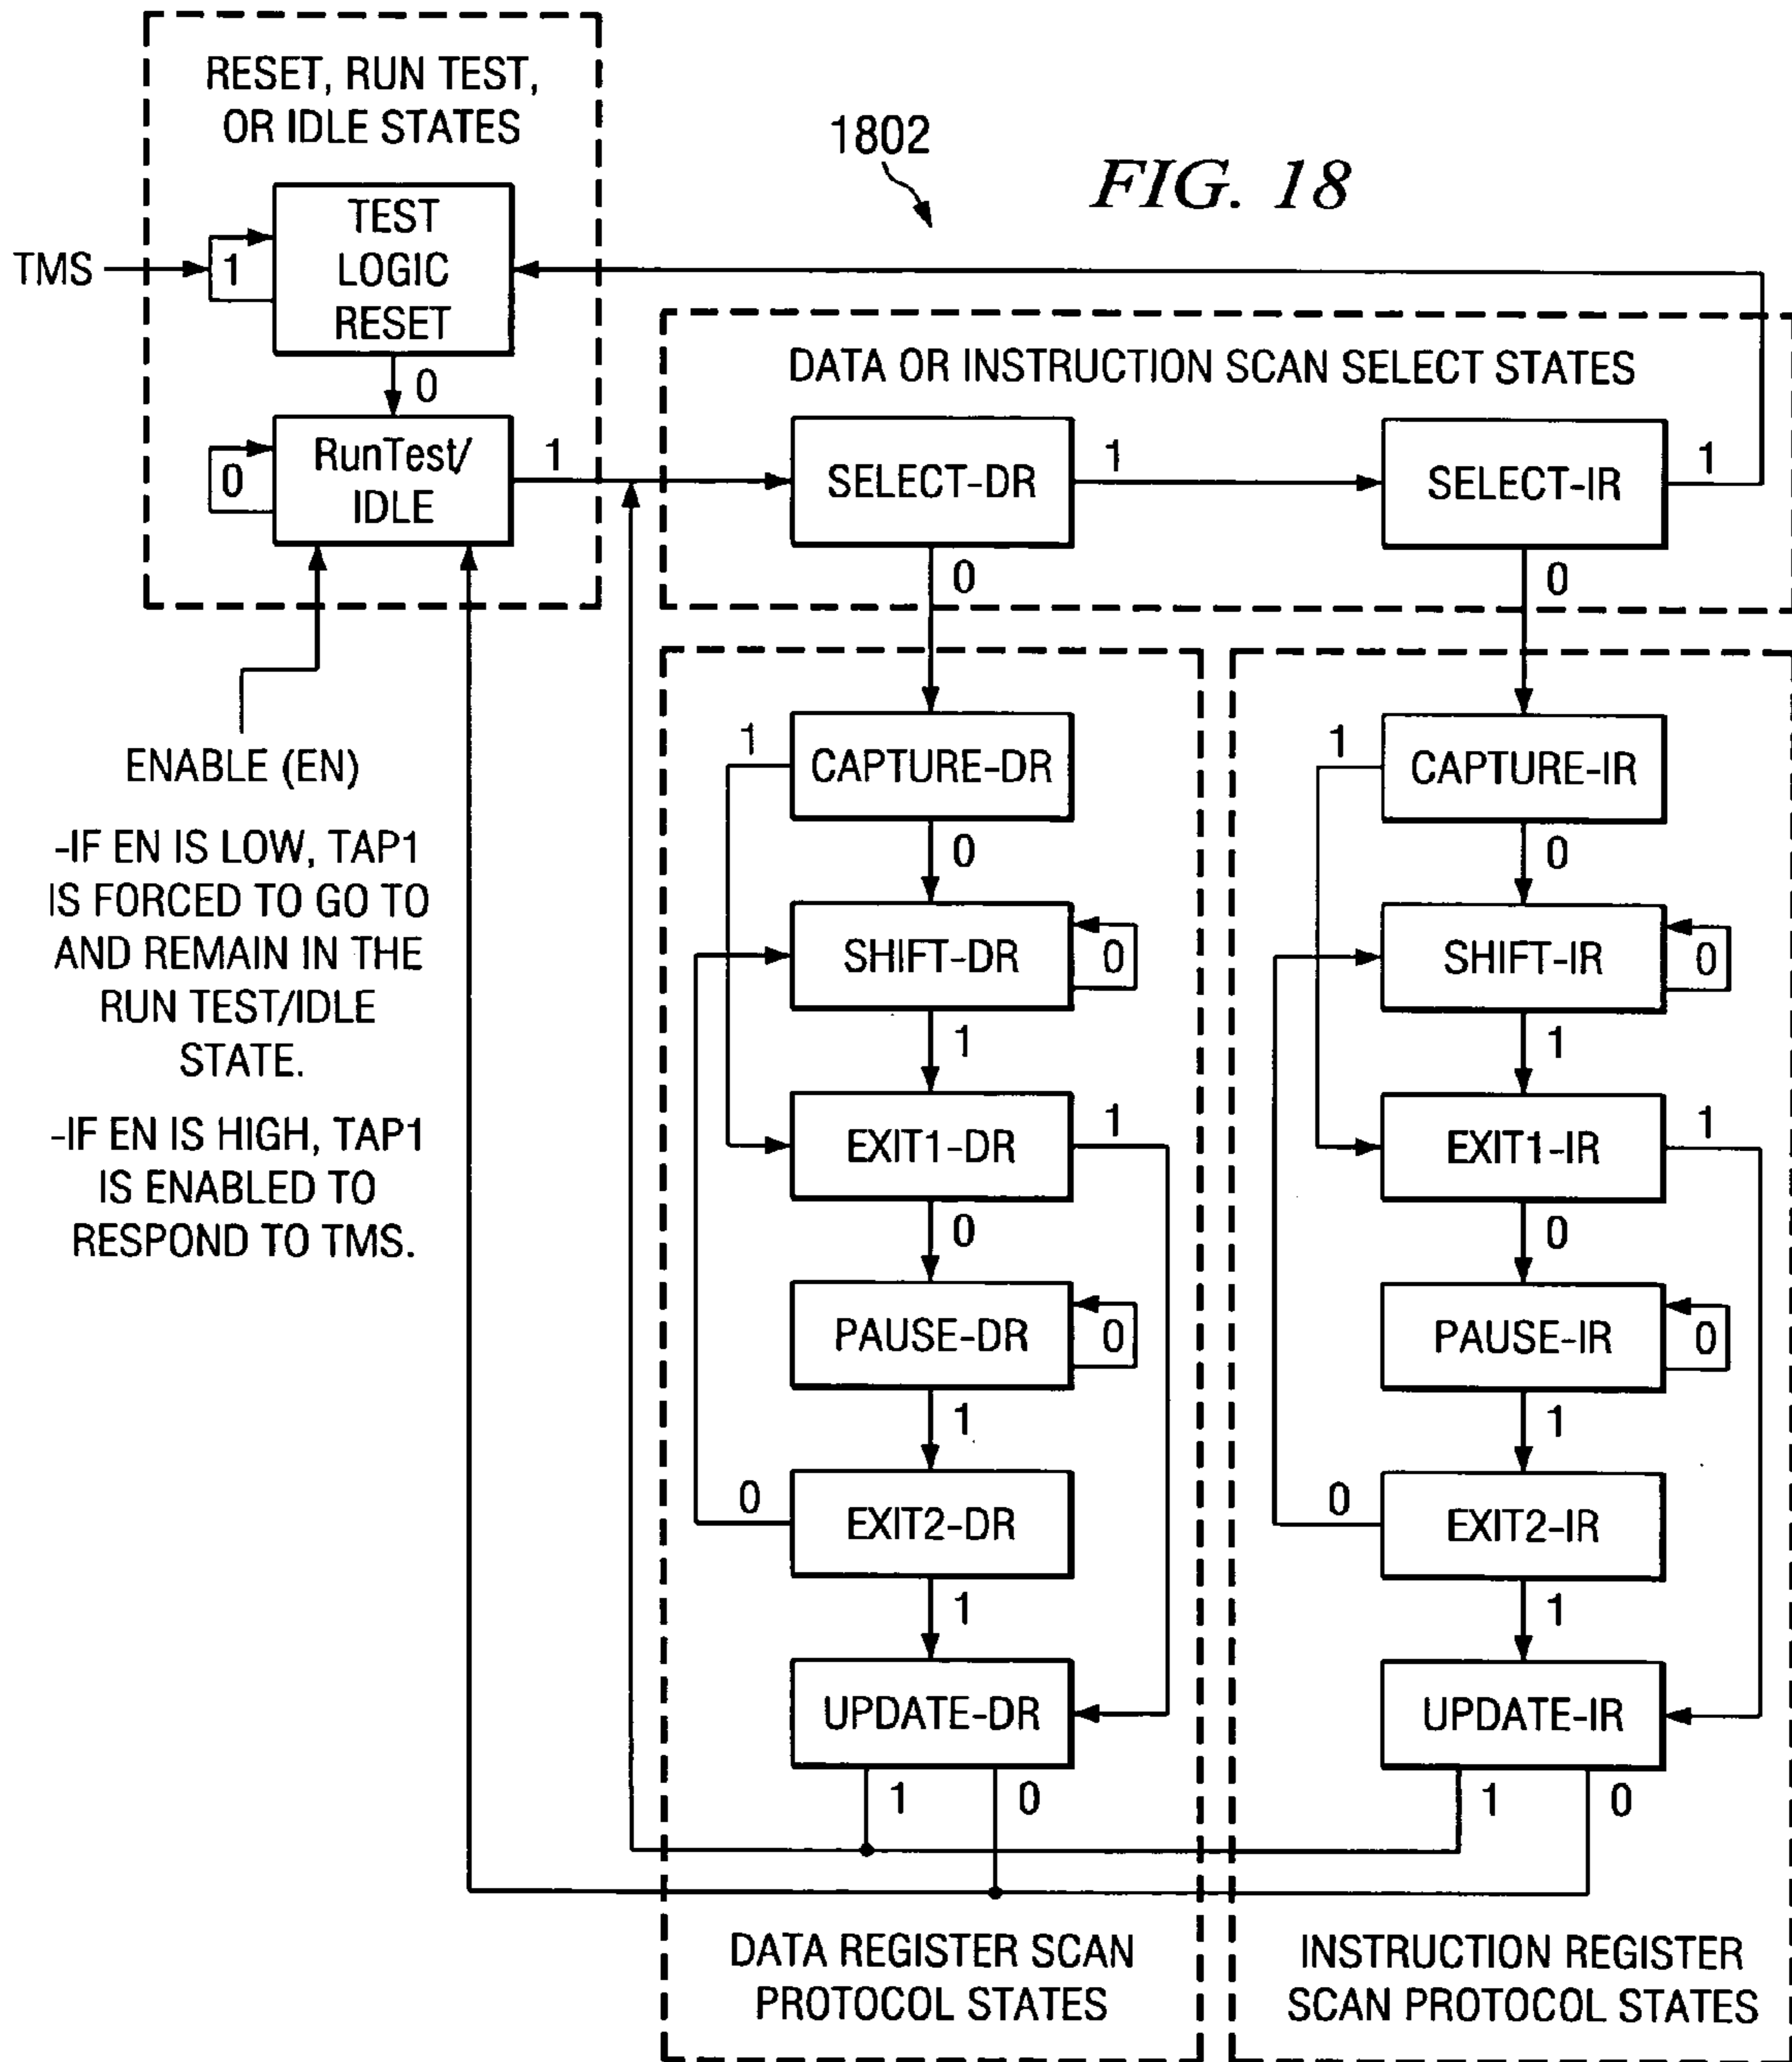 RESET, RUN TEST,
OR IDLE STATES
1802
FIG. 18
TEST
LOGIC
RESET
TMS
1
0
DATA OR INSTRUCTION SCAN SELECT STATES
RunTest/
IDLE
0
1
SELECT-DR
1
SELECT-IR
1
0
0
ENABLE (EN)
-IF EN IS LOW, TAP1
IS FORCED TO GO TO
AND REMAIN IN THE
RUN TEST/IDLE
STATE.
-IF EN IS HIGH, TAP1
IS ENABLED TO
RESPOND TO TMS.
1
CAPTURE-DR
0
SHIFT-DR
0
1
EXIT1-DR
1
0
PAUSE-DR
0
1
0
EXIT2-DR
1
UPDATE-DR
1
0
DATA REGISTER SCAN
PROTOCOL STATES
1
CAPTURE-IR
0
SHIFT-IR
0
1
EXIT1-IR
1
0
PAUSE-IR
0
1
0
EXIT2-IR
1
UPDATE-IR
1
0
INSTRUCTION REGISTER
SCAN PROTOCOL STATES